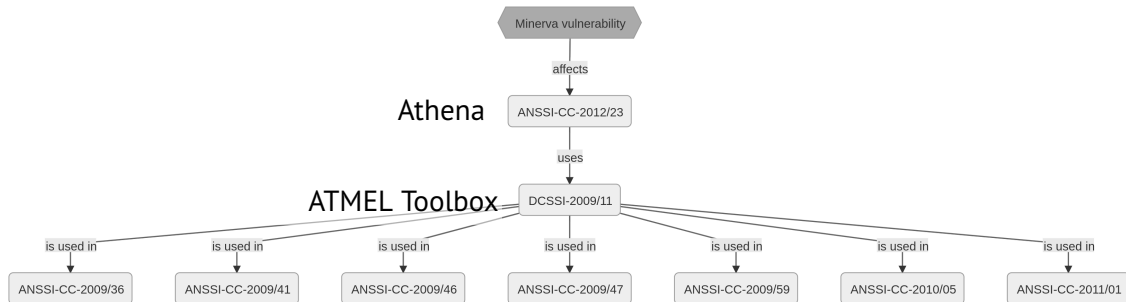 Minerva vulnerability
affects
Athena
ANSSI-CC-2012/23
uses
ATMEL Toolbox
DCSSI-2009/11
is used in
is used in
is used in
is used in
is used in
is used in
is used in
ANSSI-CC-2009/36
ANSSI-CC-2009/41
ANSSI-CC-2009/46
ANSSI-CC-2009/47
ANSSI-CC-2009/59
ANSSI-CC-2010/05
ANSSI-CC-2011/01